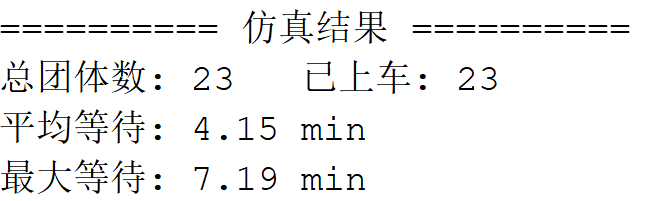 ========== 仿真结果 ==========
总团体数: 23   已上车: 23
平均等待: 4.15 min
最大等待: 7.19 min